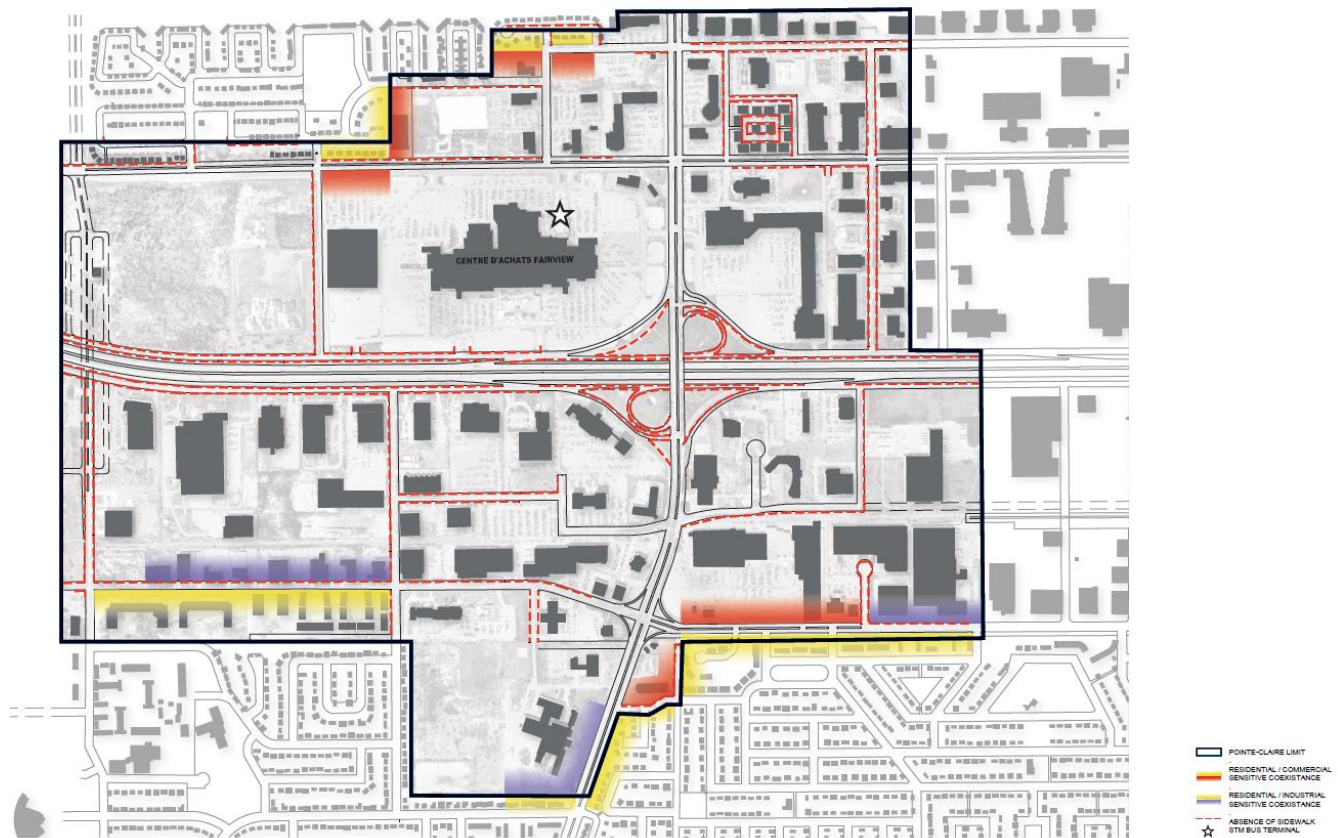 CENTRE D'ACHATS FAIRVIEW
POINTE-CLAIRE LIMIT
RESIDENTIAL / COMMERCIAL
SENSITIVE COEXISTANCE
RESIDENTIAL / INDUSTRIAL
SENSITIVE COEXISTANCE
ABSENCE OF SIDEWALK
STM BUS TERMINAL